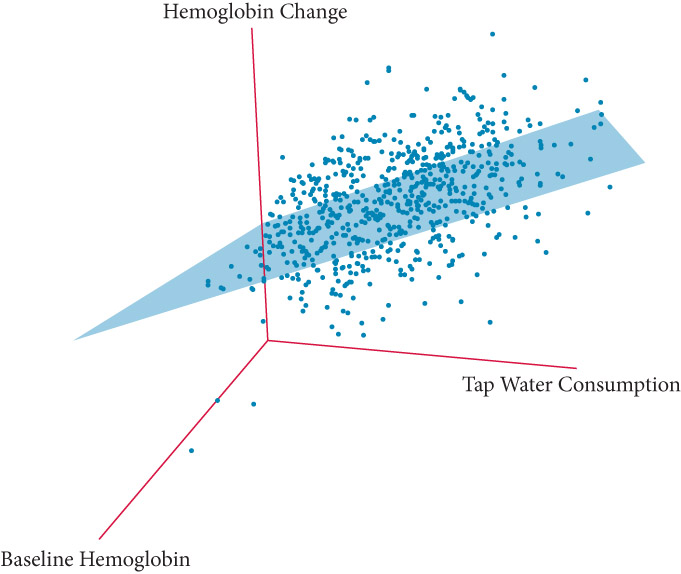 Hemoglobin Change
Tap Water Consumption
Baseline Hemoglobin